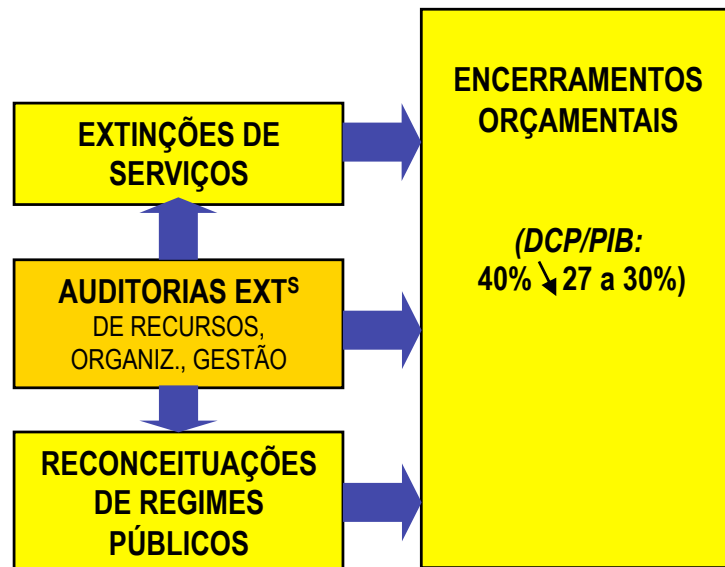 EXTINÇÕES DE
SERVIÇOS
AUDITORIAS EXTS
DE RECURSOS,
ORGANIZ., GESTÃO
RECONCEITUAÇÕES
DE REGIMES
PÚBLICOS
ENCERRAMENTOS
ORÇAMENTAIS
(DCP/PIB:
40% ↘ 27 a 30%)